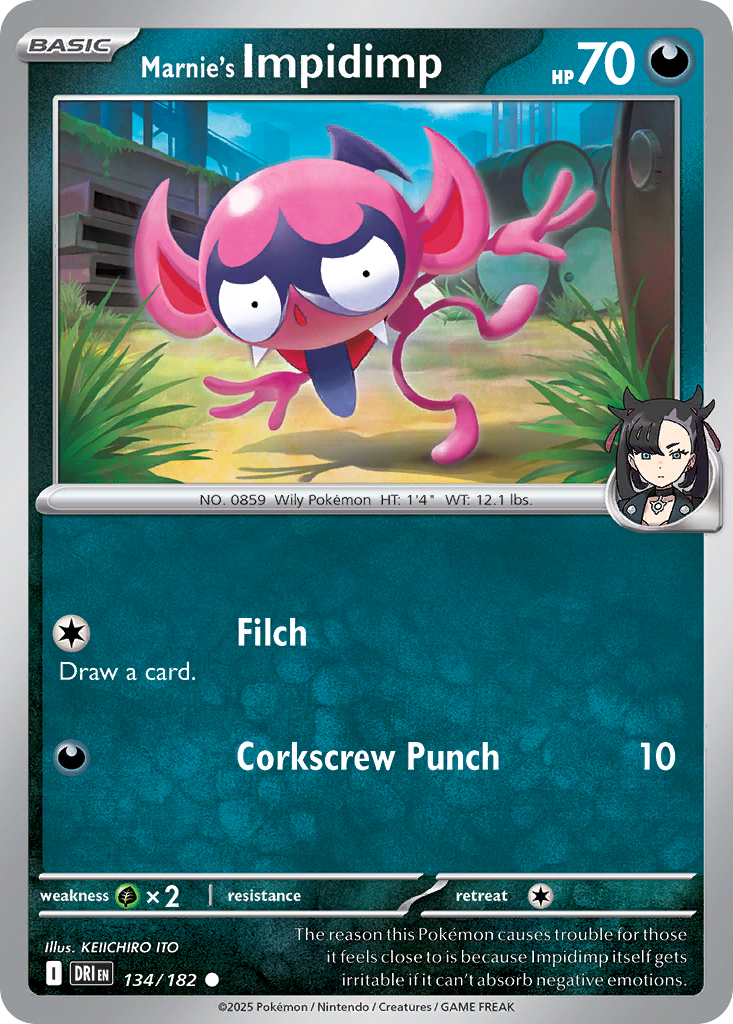 BASIC
Marnie's Impidimp
HP 70
NO. 0859 Wily Pokémon HT: 1'4" WT: 12.1 lbs.
Filch
Draw a card.
Corkscrew Punch 10
weakness ×2 resistance retreat
Illus. KEIICHIRO ITO
The reason this Pokémon causes trouble for those
it feels close to is because Impidimp itself gets
irritable if it can't absorb negative emotions.
I DRI EN 134/182
©2025 Pokémon / Nintendo / Creatures / GAME FREAK